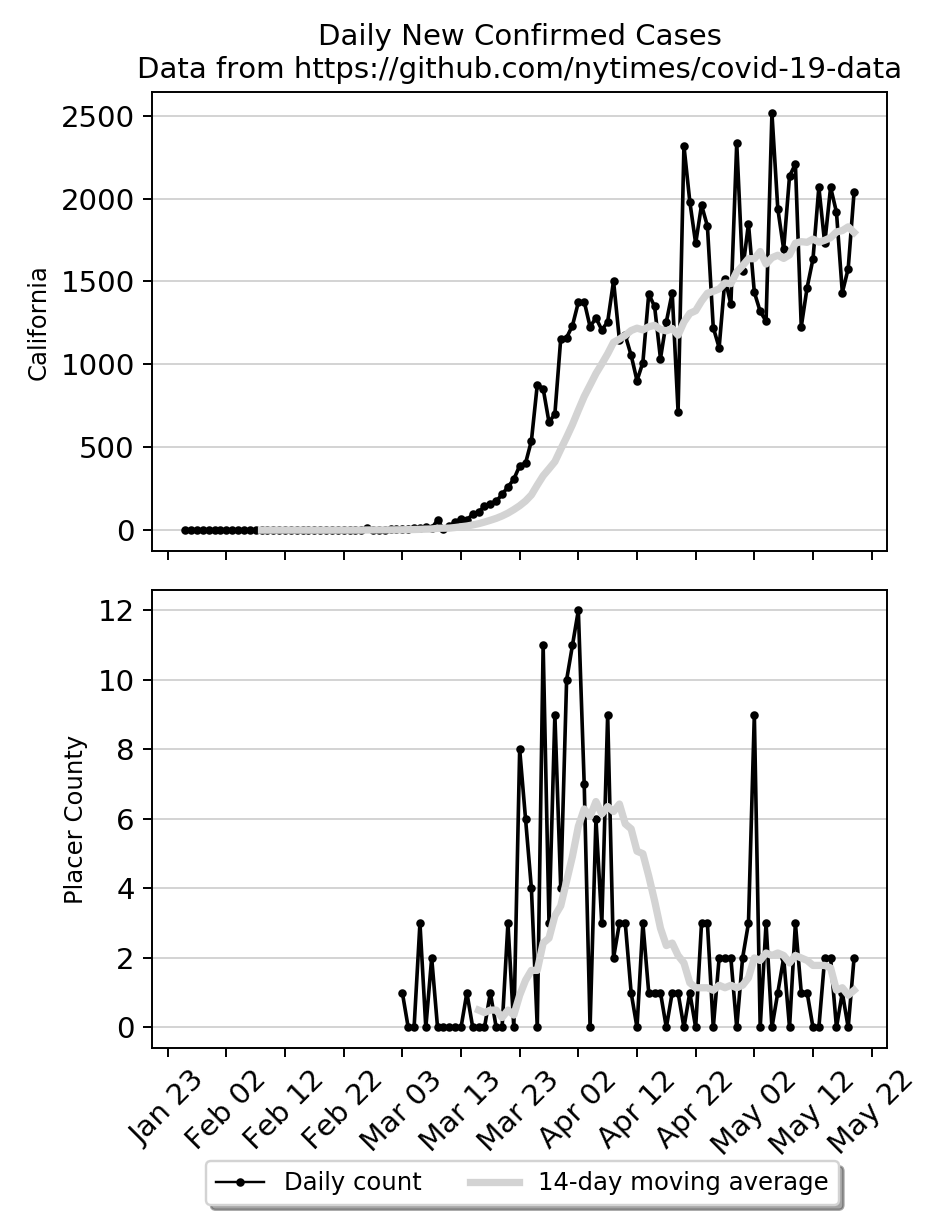 Daily New Confirmed Cases
Data from https://github.com/nytimes/covid-19-data
2500
2000
1500
1000
500
0
California
12
10
8
6
4
2
0
Placer County
Jan 23
Feb 02
Feb 12
Feb 22
Mar 03
Mar 13
Mar 23
Apr 02
Apr 12
Apr 22
May 02
May 12
May 22
Daily count
14-day moving average